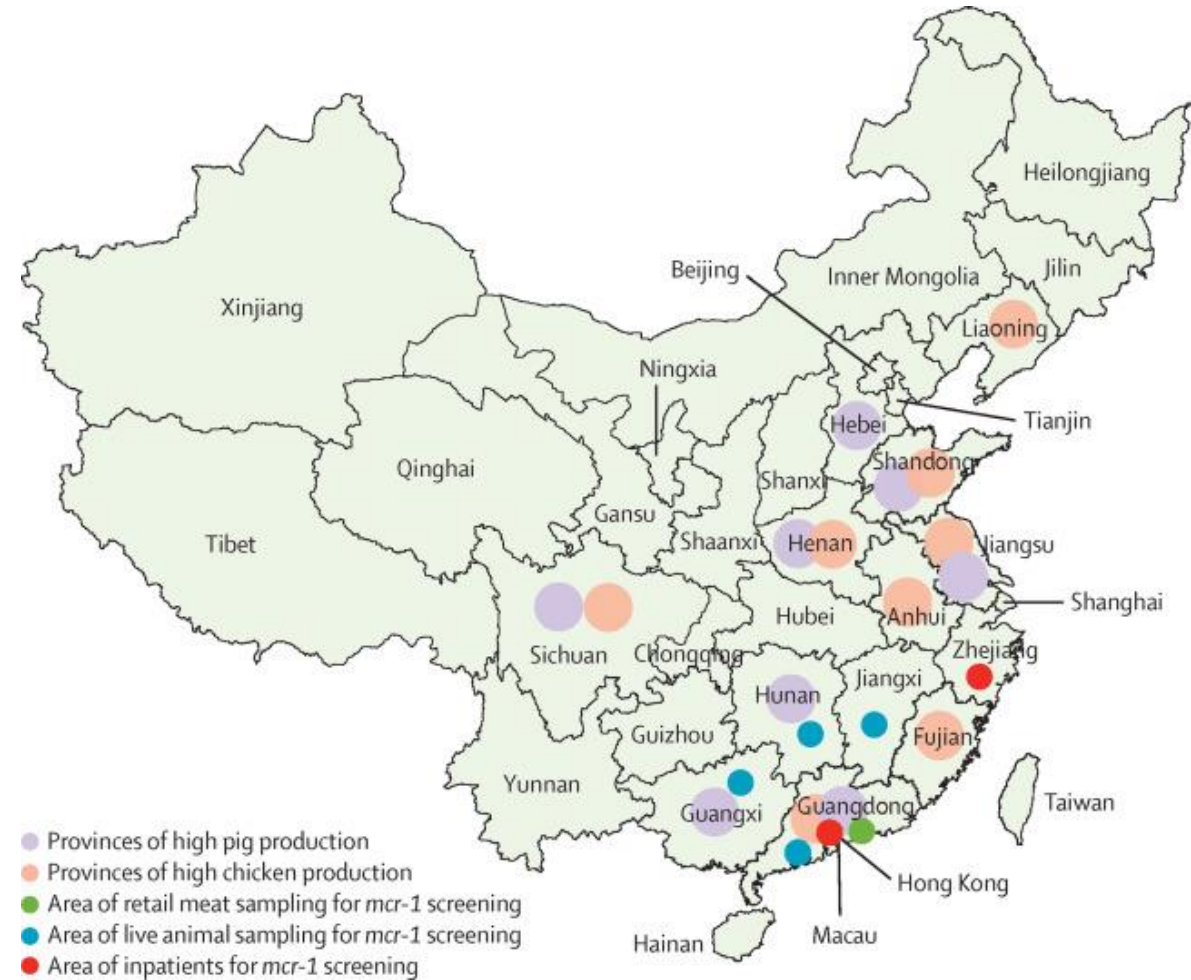 Heilongjiang
Jilin
Inner Mongolia
Beijing
Xinjiang
Liaoning
Ningxia
Tianjin
Hebei
Shandong
Qinghai
Shanxi
Gansu
Shaanxi
Henan
Jiangsu
Tibet
Shanghai
Hubei
Anhui
Sichuan
Chongqing
Zhejiang
Jiangxi
Hunan
Guizhou
Fujian
Yunnan
Guangxi
Guangdong
Taiwan
Hong Kong
Macau
Hainan
Provinces of high pig production
Provinces of high chicken production
Area of retail meat sampling for mcr-1 screening
Area of live animal sampling for mcr-1 screening
Area of inpatients for mcr-1 screening